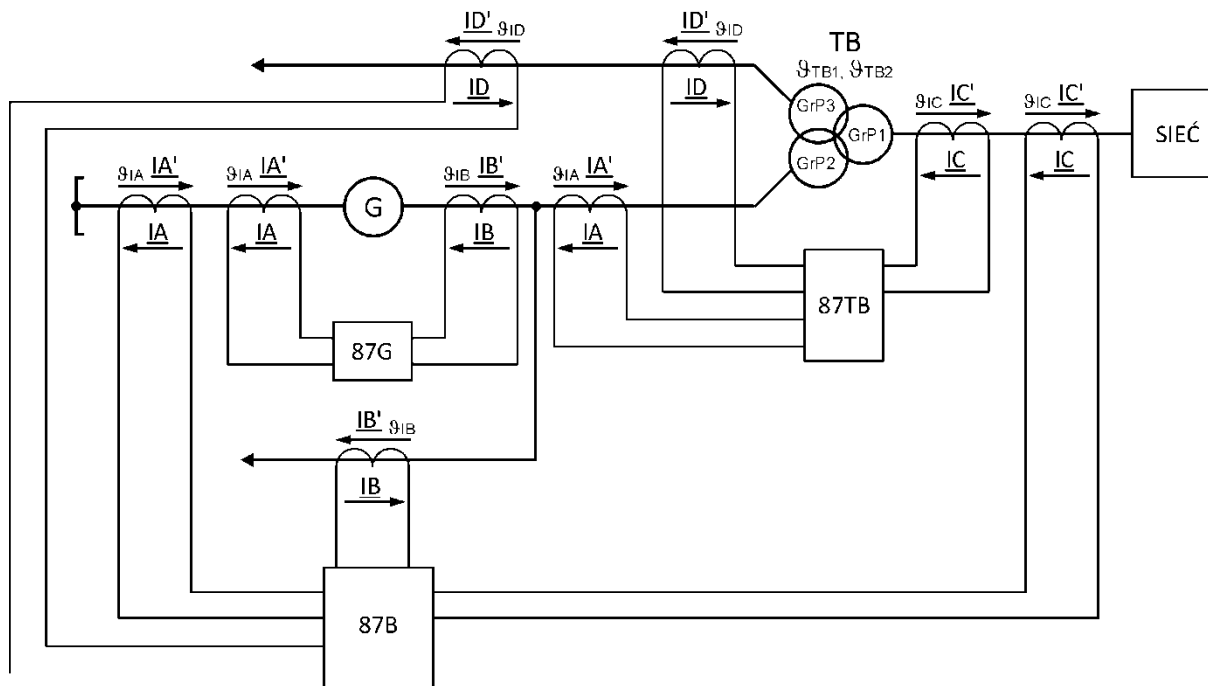 ID' ϑID
ID' ϑID
TB
ϑTB1, ϑTB2
ID
ID
GrP3
GrP1
GrP2
ϑIC IC'
ϑIC IC'
SIEĆ
IC
IC
ϑIA IA'
ϑIA IA'
G
ϑIB IB'
ϑIA IA'
IA
IA
IB
IA
87G
87TB
IB' ϑIB
IB
87B